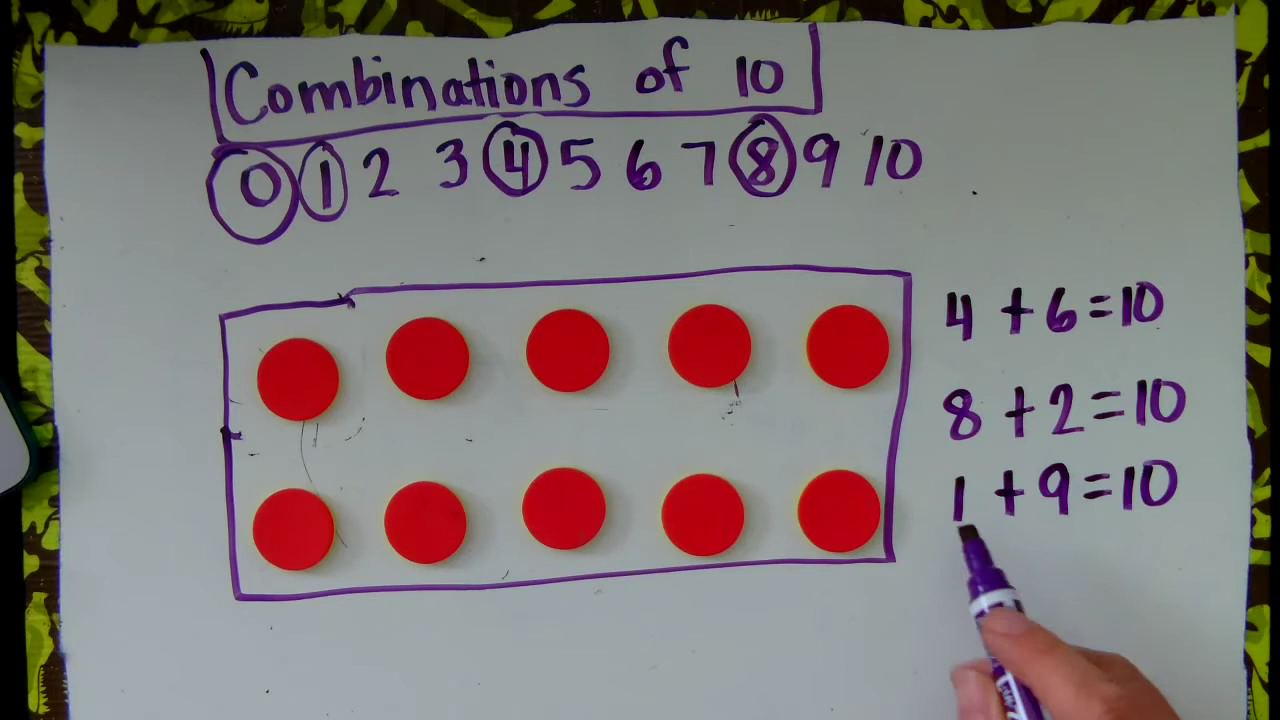 Combinations of 10
0 1 2 3 4 5 6 7 8 9 10
4 + 6 = 10
8 + 2 = 10
1 + 9 = 10